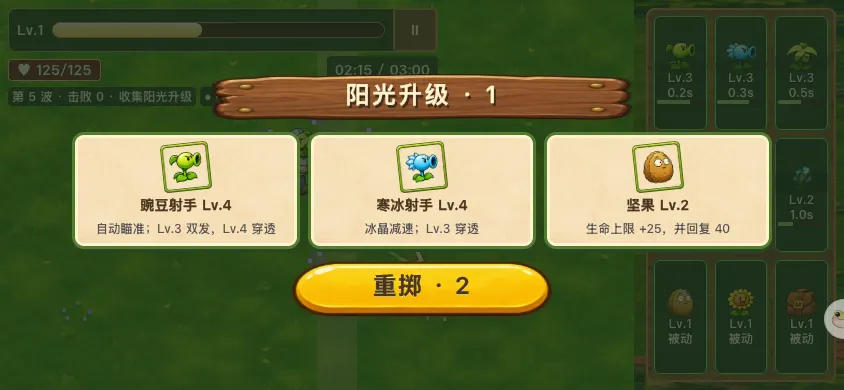 Lv.1
II
♥ 125/125
02:15 / 03:00
第 5 波 · 击败 0 · 收集阳光升级
阳光升级 · 1
豌豆射手 Lv.4
自动瞄准；Lv.3 双发，Lv.4 穿透
寒冰射手 Lv.4
冰晶减速；Lv.3 穿透
坚果 Lv.2
生命上限 +25，并回复 40
重掷 · 2
Lv.3
0.2s
Lv.3
0.3s
Lv.3
0.5s
Lv.2
1.0s
Lv.1
被动
Lv.1
被动
Lv.1
被动